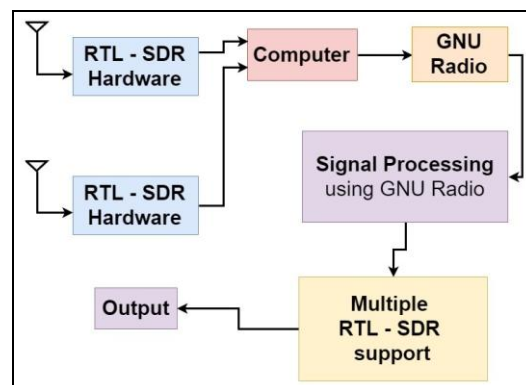 RTL - SDR
Hardware
Computer
GNU
Radio
RTL - SDR
Hardware
Signal Processing
using GNU Radio
Multiple
RTL - SDR
support
Output